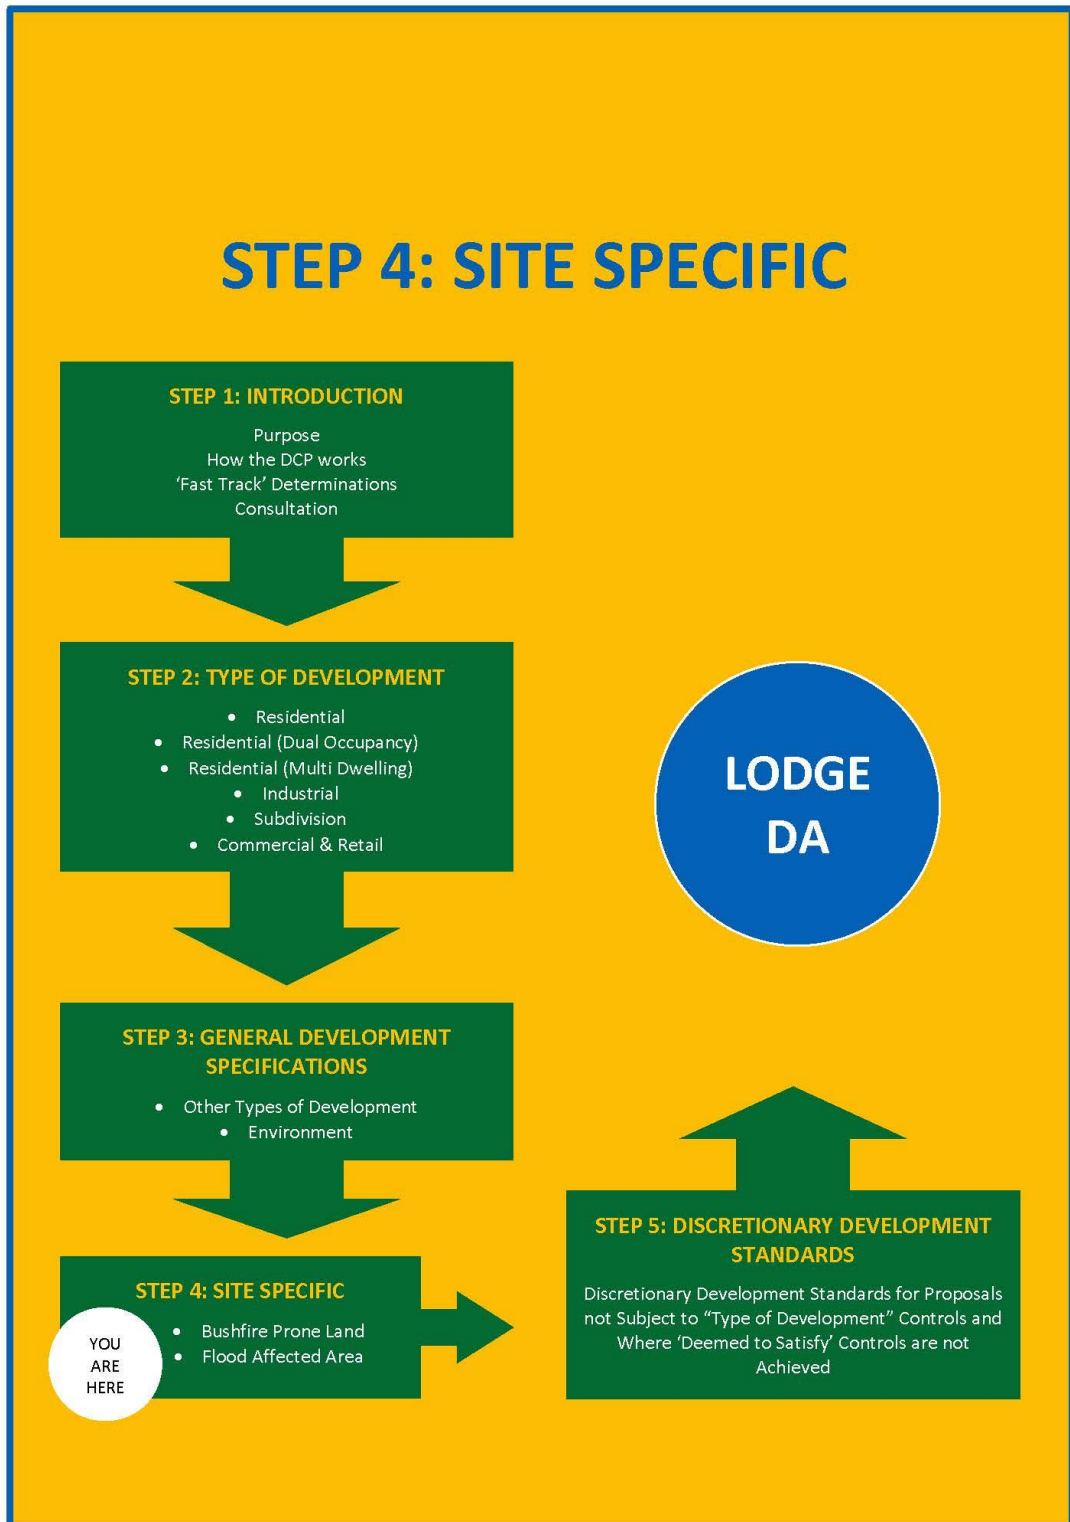 STEP 4: SITE SPECIFIC
STEP 1: INTRODUCTION
Purpose
How the DCP works
‘Fast Track’ Determinations
Consultation
STEP 2: TYPE OF DEVELOPMENT
• Residential
• Residential (Dual Occupancy)
• Residential (Multi Dwelling)
• Industrial
• Subdivision
• Commercial & Retail
STEP 3: GENERAL DEVELOPMENT
SPECIFICATIONS
• Other Types of Development
• Environment
STEP 4: SITE SPECIFIC
• Bushfire Prone Land
• Flood Affected Area
YOU
ARE
HERE
STEP 5: DISCRETIONARY DEVELOPMENT
STANDARDS
Discretionary Development Standards for Proposals
not Subject to “Type of Development” Controls and
Where ‘Deemed to Satisfy’ Controls are not
Achieved
LODGE
DA